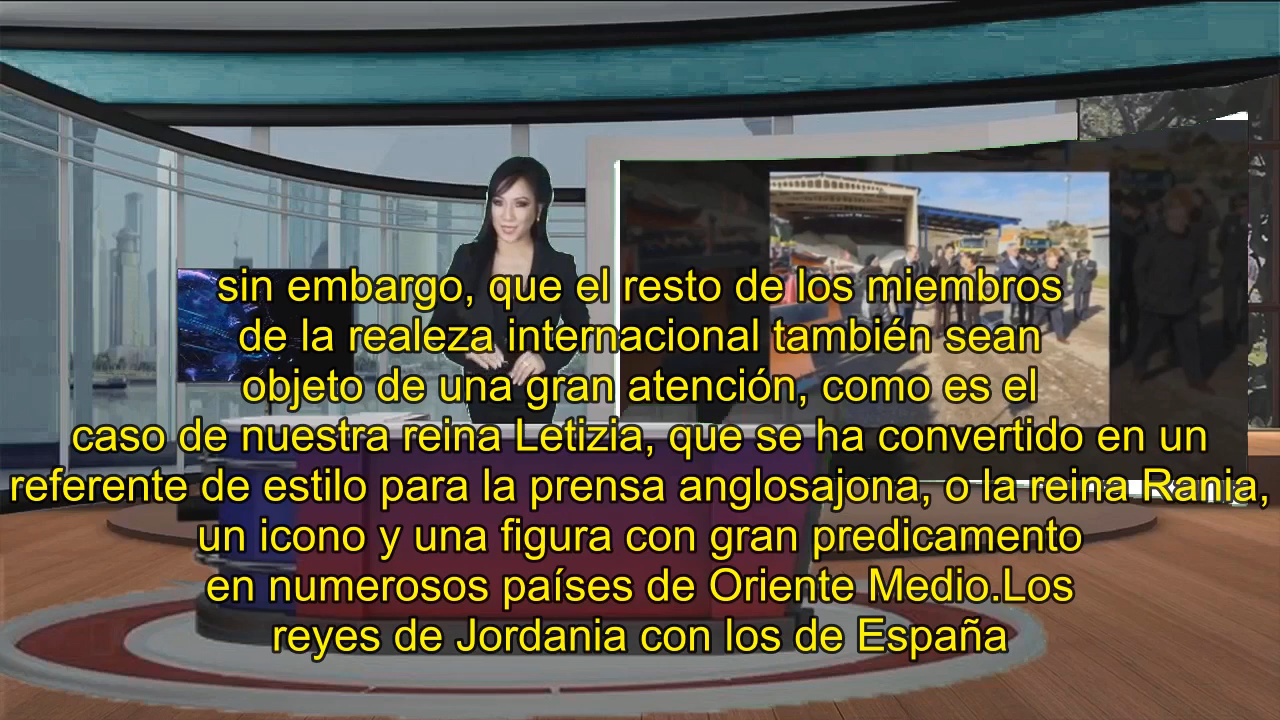 sin embargo, que el resto de los miembros
de la realeza internacional también sean
objeto de una gran atención, como es el
caso de nuestra reina Letizia, que se ha convertido en un
referente de estilo para la prensa anglosajona, o la reina Rania,
un icono y una figura con gran predicamento
en numerosos países de Oriente Medio.Los
reyes de Jordania con los de España